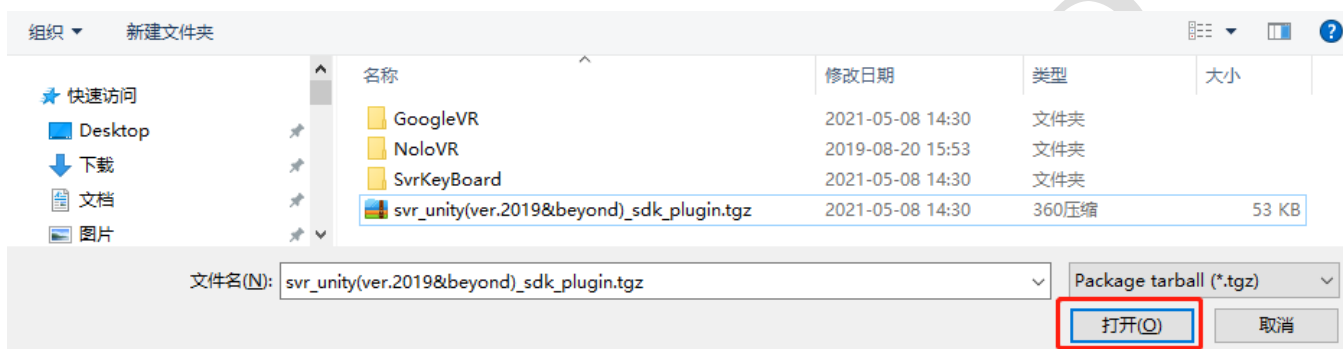 组织 新建文件夹 ?
名称 修改日期 类型 大小
快速访问
Desktop
下载
文档
图片
GoogleVR 2021-05-08 14:30 文件夹
NoloVR 2019-08-20 15:53 文件夹
SvrKeyBoard 2021-05-08 14:30 文件夹
svr_unity(ver.2019&beyond)_sdk_plugin.tgz 2021-05-08 14:30 360压缩 53 KB
文件名(N): svr_unity(ver.2019&beyond)_sdk_plugin.tgz Package tarball (*.tgz)
打开(O) 取消